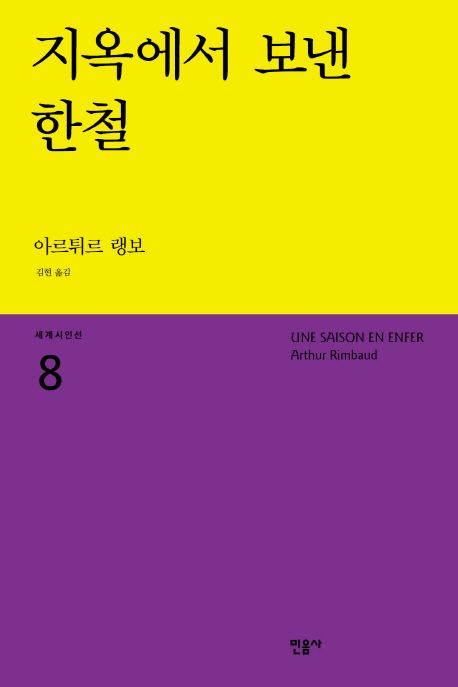 지옥에서 보낸
한철
아르튀르 랭보
김현 옮김
세계시인선
8
UNE SAISON EN ENFER
Arthur Rimbaud
민음사